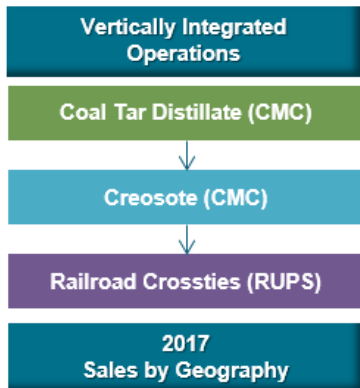 Vertically Integrated
Operations
Coal Tar Distillate (CMC)
Creosote (CMC)
Railroad Crossties (RUPS)
2017
Sales by Geography